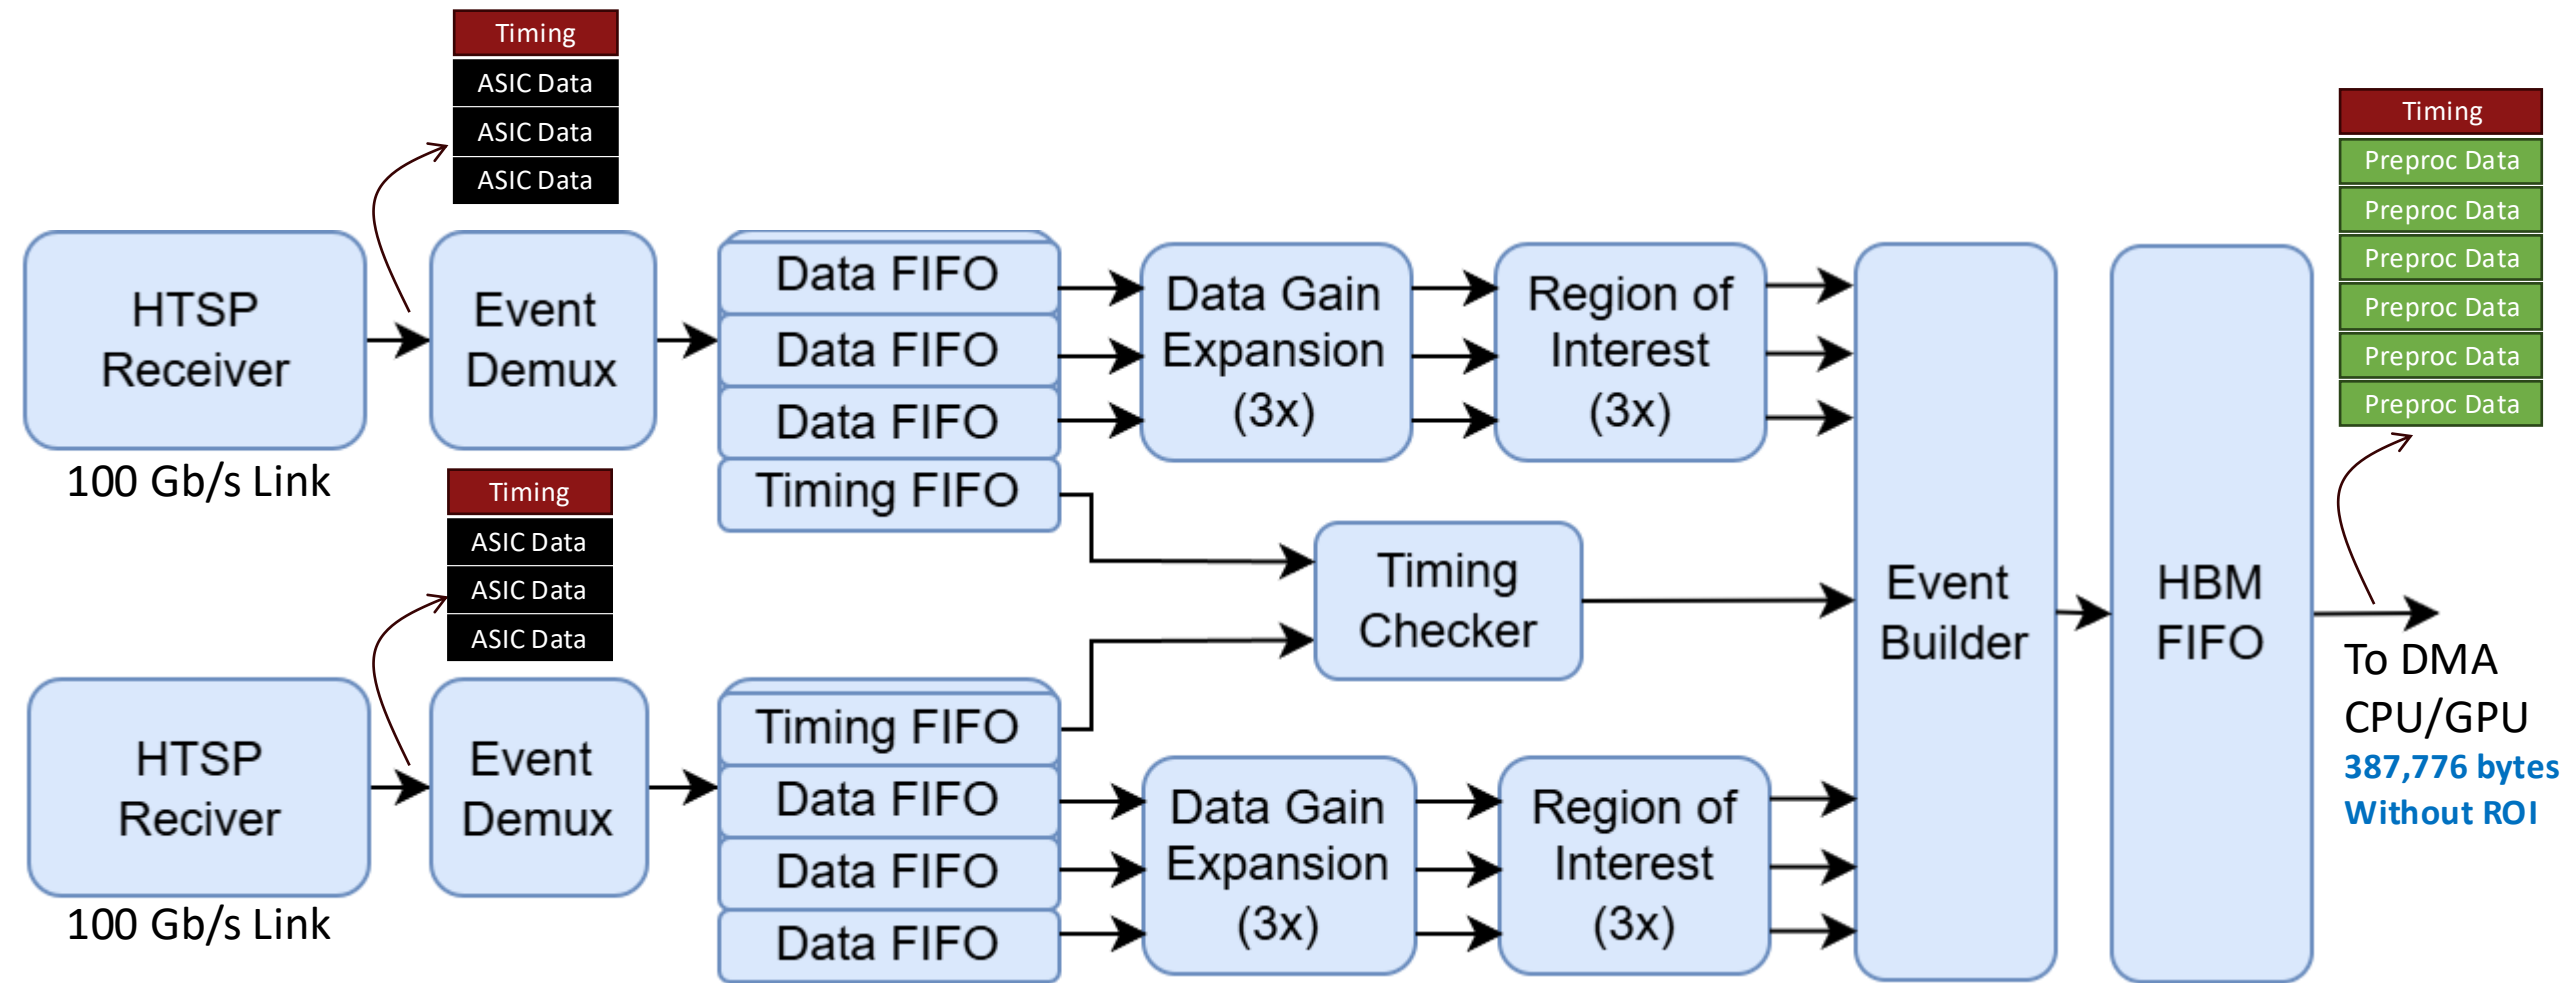 Timing
ASIC Data
ASIC Data
ASIC Data
HTSP
Receiver
100 Gb/s Link
Event
Demux
Data FIFO
Data FIFO
Data FIFO
Timing FIFO
Data Gain
Expansion
(3x)
Region of
Interest
(3x)
Timing
ASIC Data
ASIC Data
ASIC Data
HTSP
Reciver
100 Gb/s Link
Event
Demux
Timing FIFO
Data FIFO
Data FIFO
Data FIFO
Data Gain
Expansion
(3x)
Region of
Interest
(3x)
Timing
Checker
Event
Builder
HBM
FIFO
Timing
Preproc Data
Preproc Data
Preproc Data
Preproc Data
Preproc Data
Preproc Data
To DMA
CPU/GPU
387,776 bytes
Without ROI